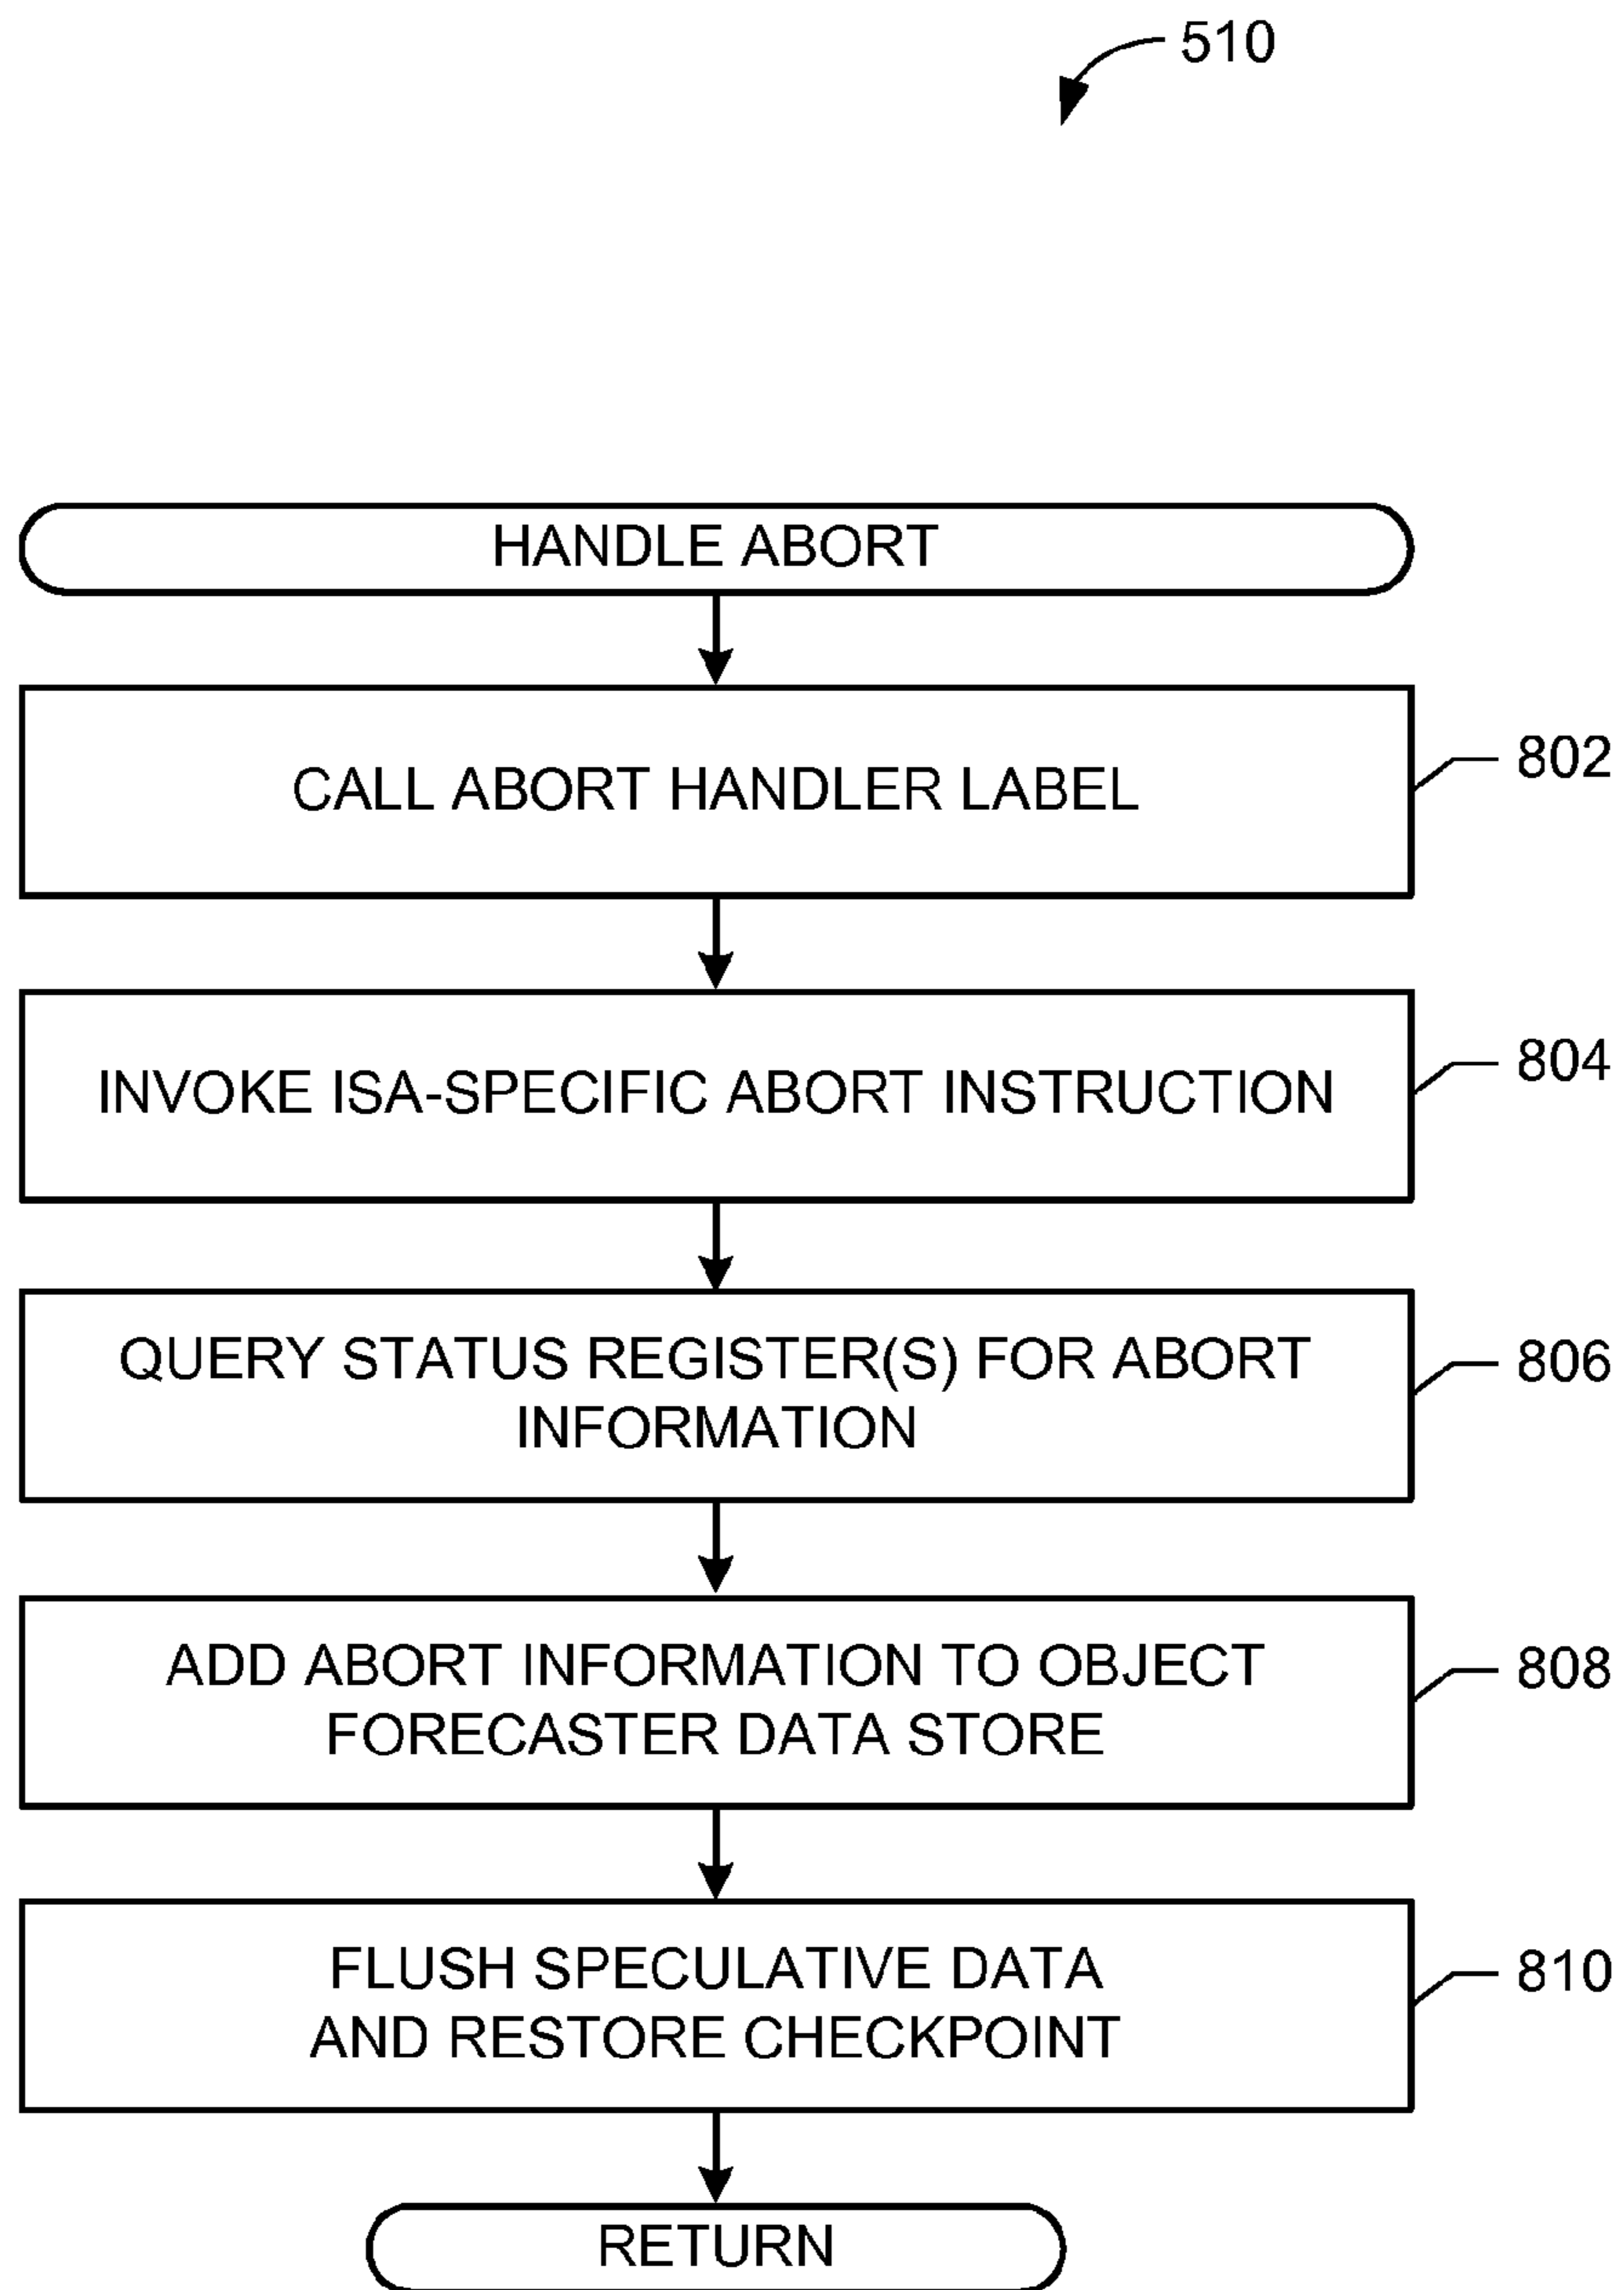 510
HANDLE ABORT
CALL ABORT HANDLER LABEL
802
INVOKE ISA-SPECIFIC ABORT INSTRUCTION
804
QUERY STATUS REGISTER(S) FOR ABORT
INFORMATION
806
ADD ABORT INFORMATION TO OBJECT
FORECASTER DATA STORE
808
FLUSH SPECULATIVE DATA
AND RESTORE CHECKPOINT
810
RETURN